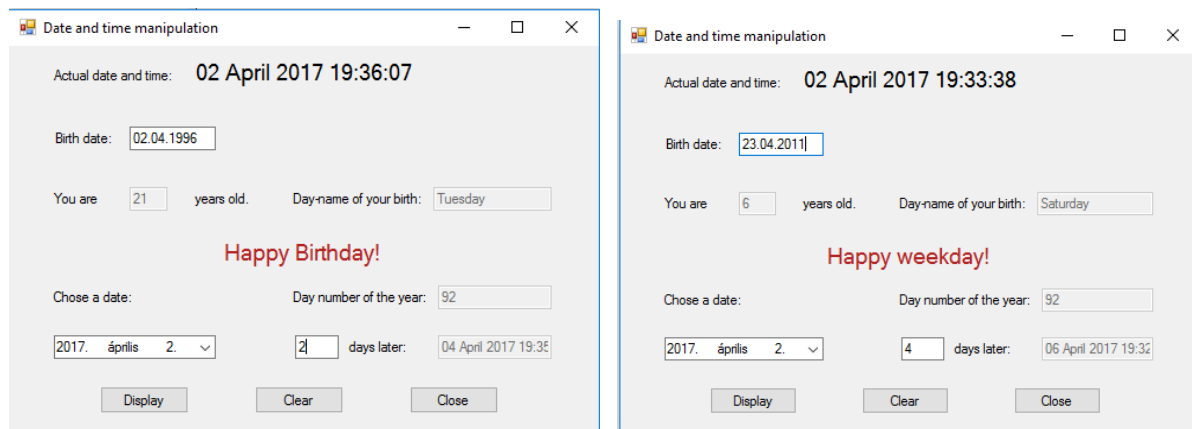 Date and time manipulation
Actual date and time: 02 April 2017 19:36:07
Birth date: 02.04.1996
You are 21 years old. Day-name of your birth: Tuesday
Happy Birthday!
Chose a date: Day number of the year: 92
2017. április 2. 2 days later: 04 April 2017 19:35
Display Clear Close
Date and time manipulation
Actual date and time: 02 April 2017 19:33:38
Birth date: 23.04.2011
You are 6 years old. Day-name of your birth: Saturday
Happy weekday!
Chose a date: Day number of the year: 92
2017. április 2. 4 days later: 06 April 2017 19:32
Display Clear Close